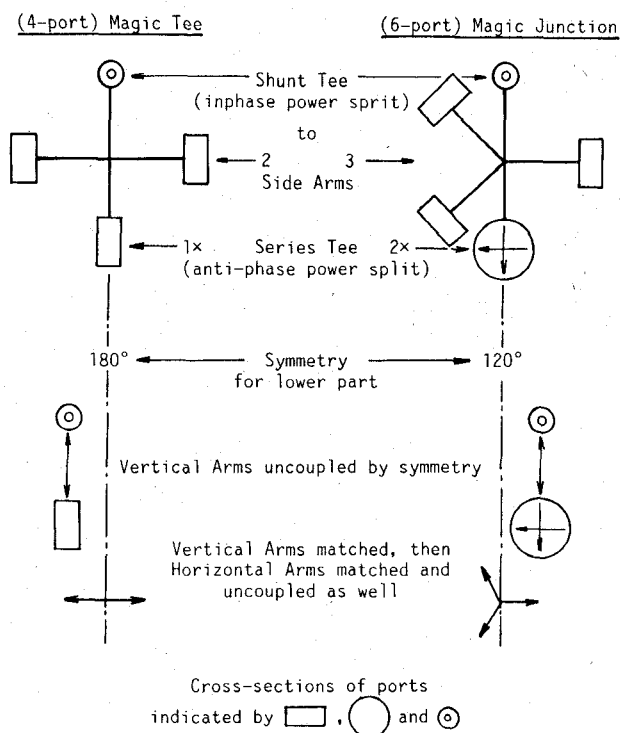 (4-port) Magic Tee
(6-port) Magic Junction
Shunt Tee
(inphase power sprit)
to
2 3
Side Arms
1× Series Tee 2×
(anti-phase power split)
180° Symmetry 120°
for lower part
Vertical Arms uncoupled by symmetry
Vertical Arms matched, then
Horizontal Arms matched and
uncoupled as well
Cross-sections of ports
indicated by , and